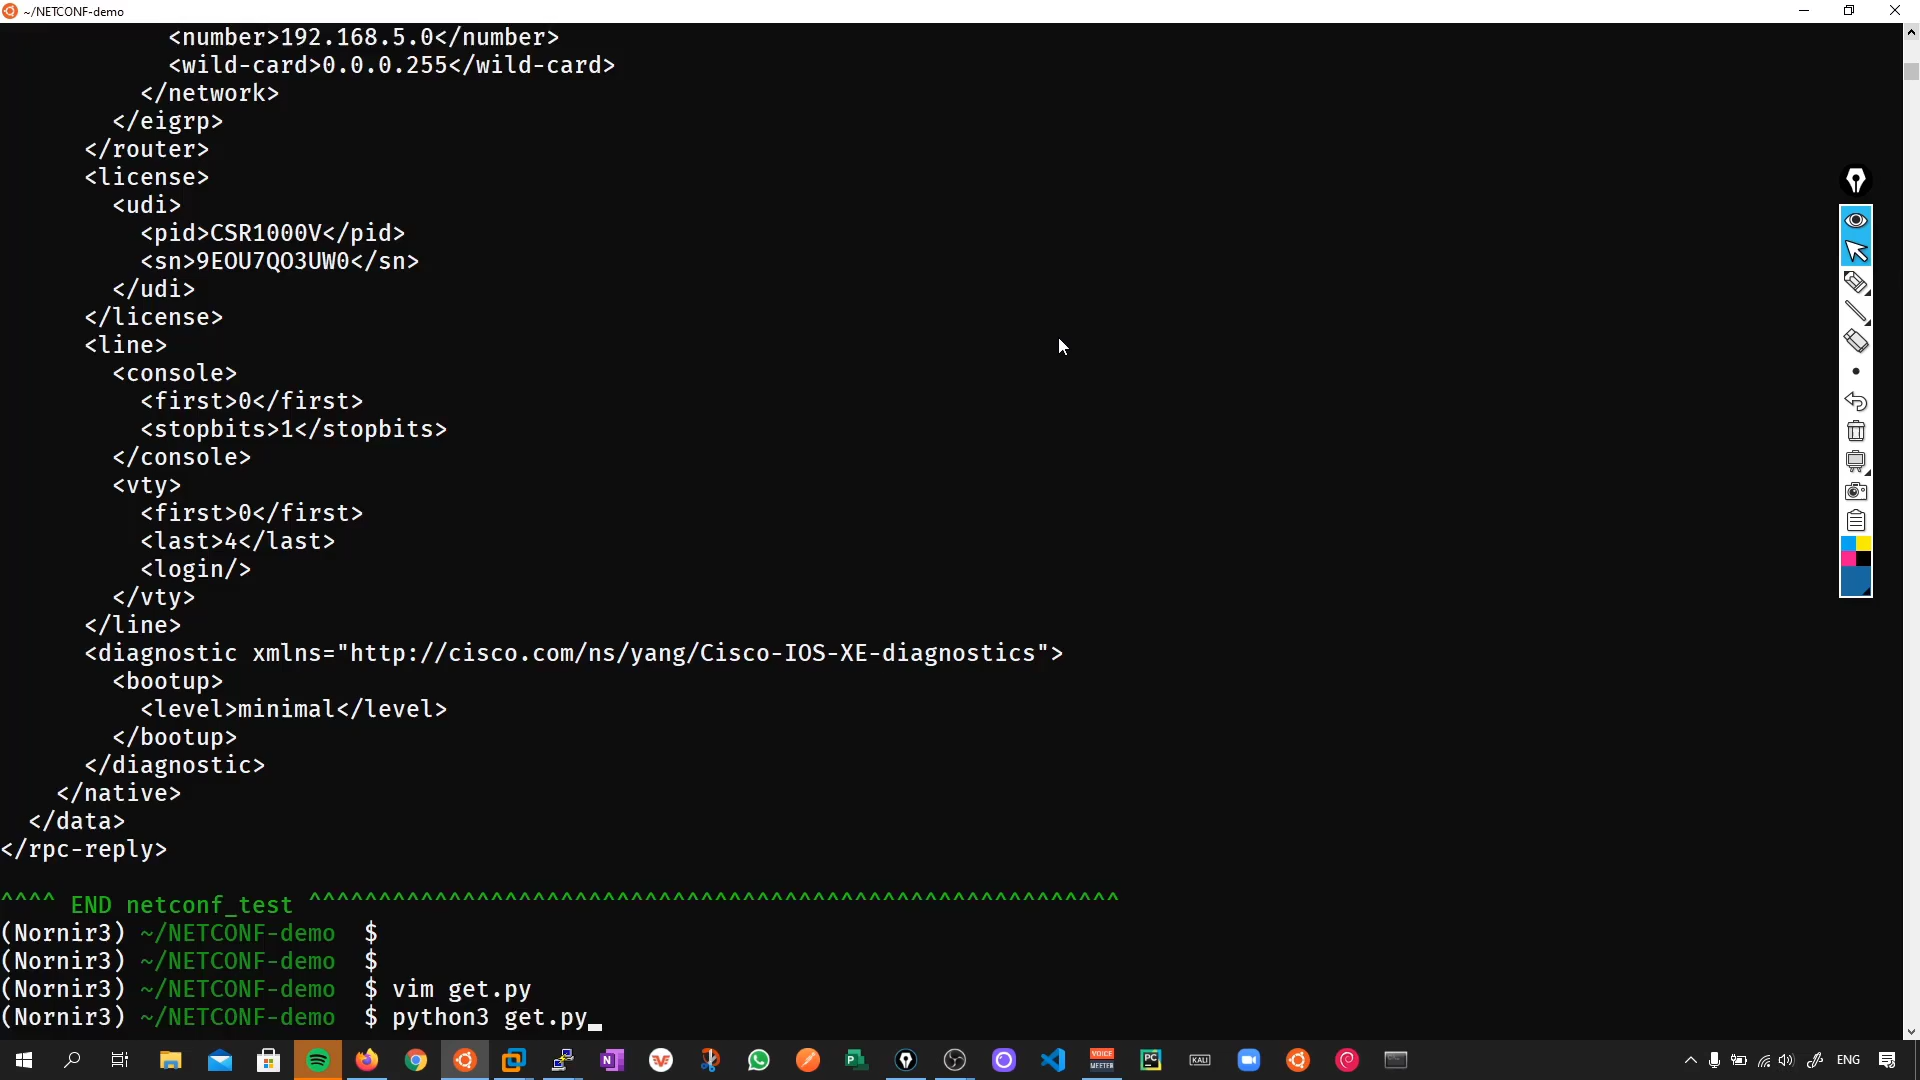 ~/NETCONF-demo
<number>192.168.5.0</number>
<wild-card>0.0.0.255</wild-card>
</network>
</eigrp>
</router>
<license>
<udi>
<pid>CSR1000V</pid>
<sn>9EOU7QO3UW0</sn>
</udi>
</license>
<line>
<console>
<first>0</first>
<stopbits>1</stopbits>
</console>
<vty>
<first>0</first>
<last>4</last>
<login/>
</vty>
</line>
<diagnostic xmlns="http://cisco.com/ns/yang/Cisco-IOS-XE-diagnostics">
<bootup>
<level>minimal</level>
</bootup>
</diagnostic>
</native>
</data>
</rpc-reply>
^^^^ END netconf_test ^^^^^^^^^^^^^^^^^^^^^^^^^^^^^^^^^^^^^^^^^^^^^^^^^^^^^^^^^^
(Nornir3) ~/NETCONF-demo $
(Nornir3) ~/NETCONF-demo $
(Nornir3) ~/NETCONF-demo $ vim get.py
(Nornir3) ~/NETCONF-demo $ python3 get.py
VOICE
MEETER
PC
KALI
ENG